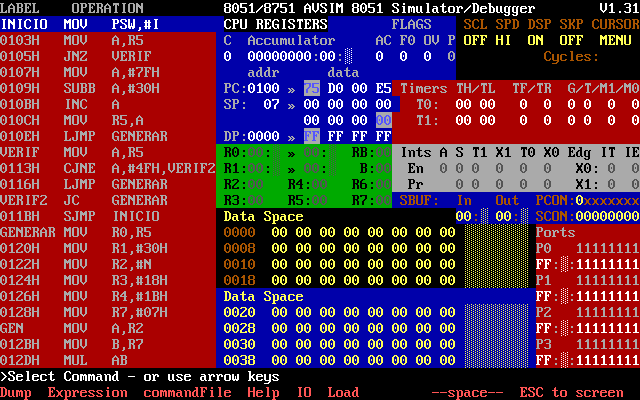 LABEL OPERATION 8051/8751 AVSIM 8051 Simulator/Debugger V1.31
INICIO MOV PSW,#I CPU REGISTERS FLAGS SCL SPD DSP SKP CURSOR
0103H MOV A,R5 C Accumulator AC F0 OV P OFF HI ON OFF MENU
0105H JNZ VERIF 0 00000000:00: 0 0 0 0 Cycles:
0107H MOV A,#7FH addr data
0109H SUBB A,#30H PC:0100 » 75 D0 00 E5 Timers TH/TL TF/TR G/T/M1/M0
010BH INC A SP: 07 » 00 00 00 00 T0: 00 00 0 0 0 0 0 0
010CH MOV R5,A 00 00 00 00 T1: 00 00 0 0 0 0 0 0
010EH LJMP GENERAR DP:0000 » FF FF FF FF
VERIF MOV A,R5 R0:00: » 00: RB:00: Ints A S T1 X1 T0 X0 Edg IT IE
0113H CJNE A,#4FH,VERIF2 R1:00: » 00: B:00: En 0 0 0 0 0 0 X0: 0 0
0116H LJMP GENERAR R2:00: R4:00: R6:00: Pr 0 0 0 0 0 X1: 0 0
VERIF2 JC GENERAR R3:00: R5:00: R7:00: SBUF: In Out PCON:0xxxxxxx
011BH SJMP INICIO Data Space 00: 00: SCON:00000000
GENERAR MOV R0,R5 0000 00 00 00 00 00 00 00 00 Ports
0120H MOV R1,#30H 0008 00 00 00 00 00 00 00 00 P0 11111111
0122H MOV R2,#N 0010 00 00 00 00 00 00 00 00 FF: :11111111
0124H MOV R3,#18H 0018 00 00 00 00 00 00 00 00 P1 11111111
0126H MOV R4,#1BH Data Space FF: :11111111
0128H MOV R7,#07H 0020 00 00 00 00 00 00 00 00 P2 11111111
GEN MOV A,R2 0028 00 00 00 00 00 00 00 00 FF: :11111111
012BH MOV B,R7 0030 00 00 00 00 00 00 00 00 P3 11111111
012DH MUL AB 0038 00 00 00 00 00 00 00 00 FF: :11111111
>Select Command - or use arrow keys
Dump Expression commandFile Help IO Load --space-- ESC to screen